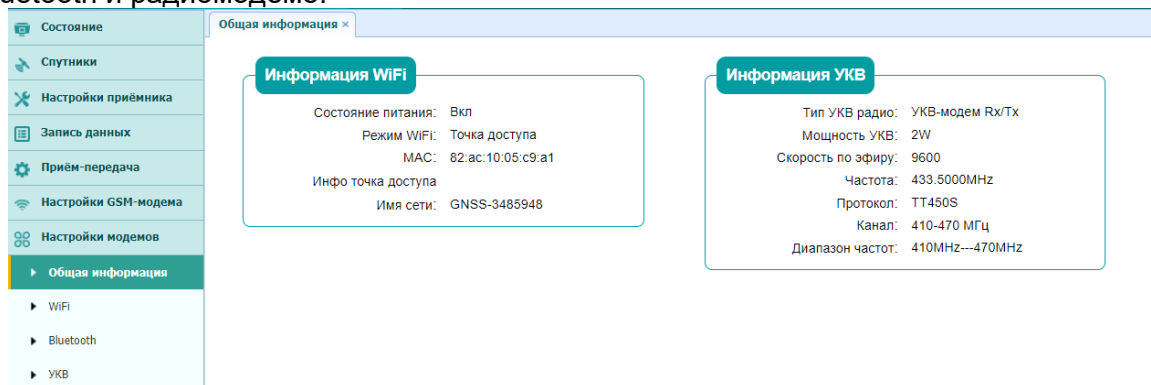 uetooth и радиомодеме.
Состояние
Спутники
Настройки приёмника
Запись данных
Приём-передача
Настройки GSM-модема
Настройки модемов
Общая информация
WiFi
Bluetooth
УКВ
Общая информация ×
Информация WiFi
Состояние питания: Вкл
Режим WiFi: Точка доступа
MAC: 82:ac:10:05:c9:a1
Инфо точка доступа
Имя сети: GNSS-3485948
Информация УКВ
Тип УКВ радио: УКВ-модем Rx/Tx
Мощность УКВ: 2W
Скорость по эфиру: 9600
Частота: 433.5000MHz
Протокол: TT450S
Канал: 410-470 МГц
Диапазон частот: 410MHz---470MHz